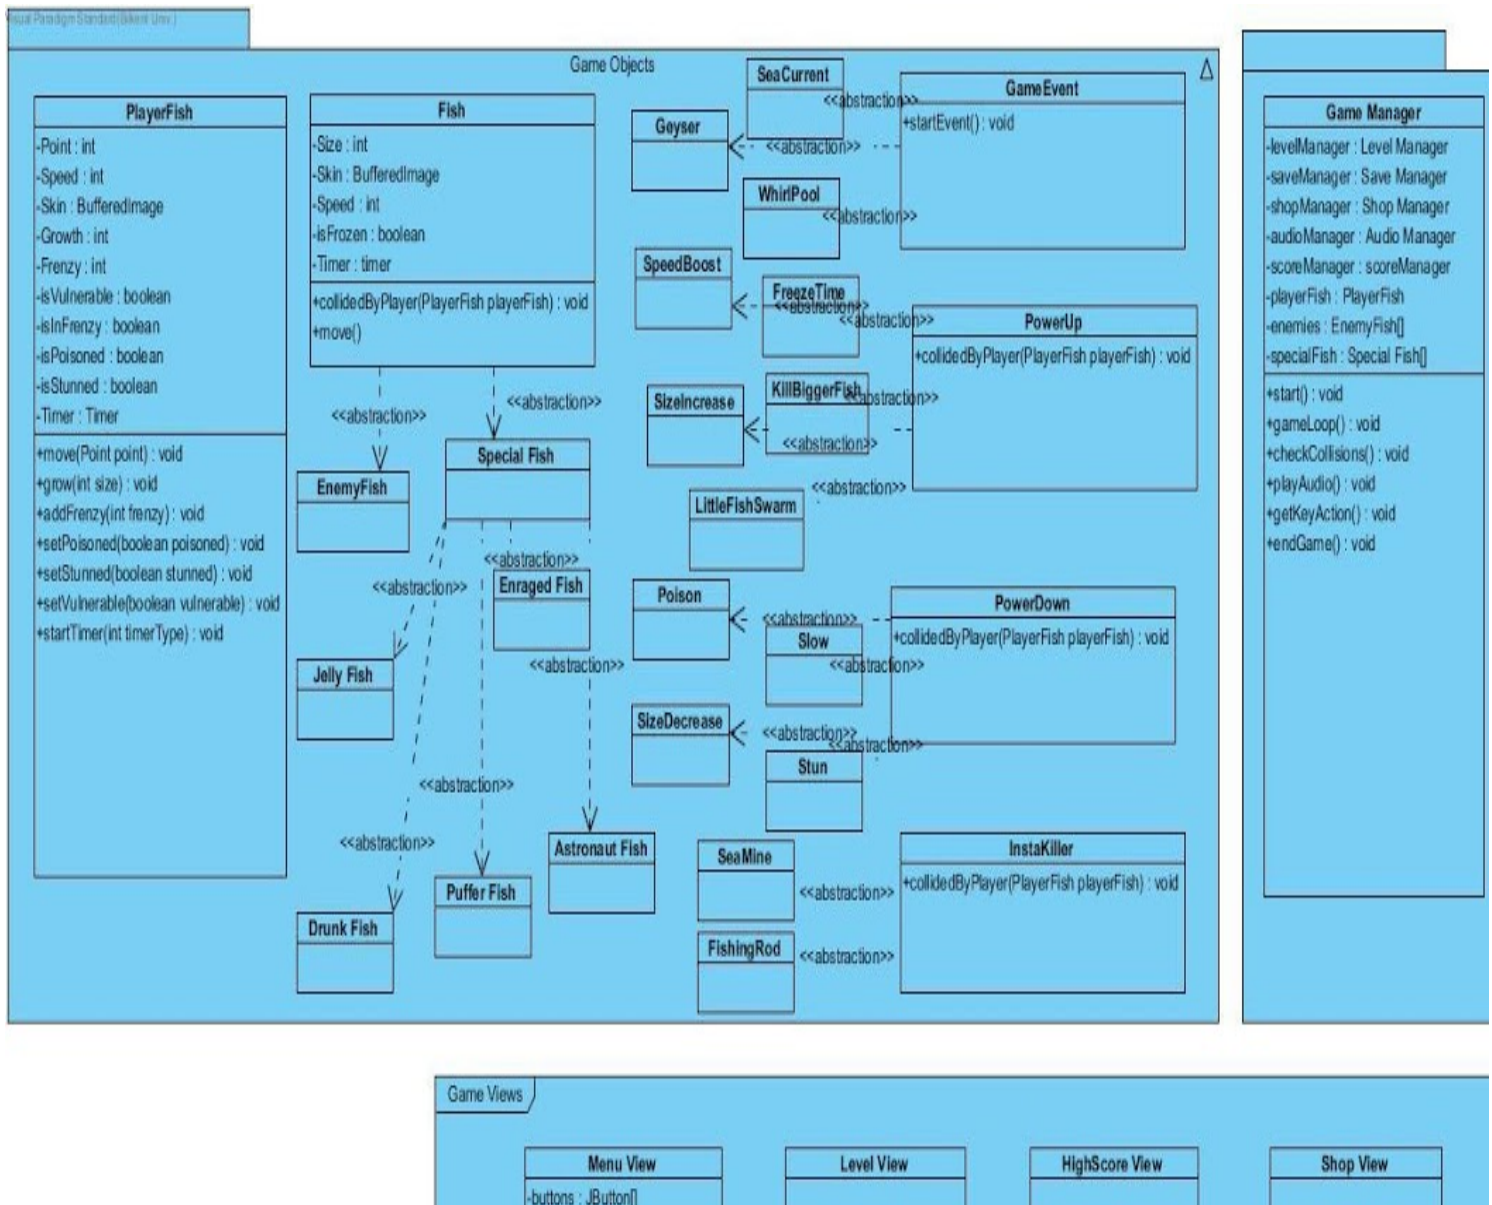 Visual Paradigm Standard(Bilkent Univ.)
Game Objects
PlayerFish
-Point : int
-Speed : int
-Skin : BufferedImage
-Growth : int
-Frenzy : int
-isVulnerable : boolean
-isInFrenzy : boolean
-isPoisoned : boolean
-isStunned : boolean
-Timer : Timer
+move(Point point) : void
+grow(int size) : void
+addFrenzy(int frenzy) : void
+setPoisoned(boolean poisoned) : void
+setStunned(boolean stunned) : void
+setVulnerable(boolean vulnerable) : void
+startTimer(int timerType) : void
Fish
-Size : int
-Skin : BufferedImage
-Speed : int
-isFrozen : boolean
-Timer : timer
+collidedByPlayer(PlayerFish playerFish) : void
+move()
<<abstraction>>
<<abstraction>>
EnemyFish
Special Fish
<<abstraction>>
<<abstraction>>
Enraged Fish
<<abstraction>>
Jelly Fish
<<abstraction>>
<<abstraction>>
Astronaut Fish
Puffer Fish
Drunk Fish
SeaCurrent
<<abstraction>>
Geyser
<<abstraction>>
WhirlPool
<<abstraction>>
GameEvent
+startEvent() : void
SpeedBoost
FreezeTime
<<abstraction>>
<<abstraction>>
PowerUp
+collidedByPlayer(PlayerFish playerFish) : void
SizeIncrease
KillBiggerFish
<<abstraction>>
<<abstraction>>
<<abstraction>>
LittleFishSwarm
Poison
<<abstraction>>
Slow
<<abstraction>>
PowerDown
+collidedByPlayer(PlayerFish playerFish) : void
SizeDecrease
<<abstraction>>
<<abstraction>>
Stun
SeaMine
<<abstraction>>
InstaKiller
+collidedByPlayer(PlayerFish playerFish) : void
FishingRod
<<abstraction>>
Game Manager
-levelManager : Level Manager
-saveManager : Save Manager
-shopManager : Shop Manager
-audioManager : Audio Manager
-scoreManager : scoreManager
-playerFish : PlayerFish
-enemies : EnemyFish[]
-specialFish : Special Fish[]
+start() : void
+gameLoop() : void
+checkCollisions() : void
+playAudio() : void
+getKeyAction() : void
+endGame() : void
Game Views
Menu View
-buttons : JButton[]
Level View
HighScore View
Shop View